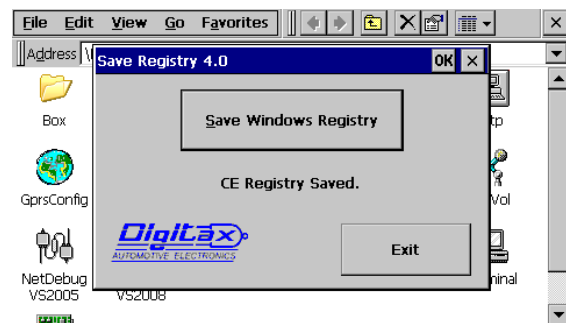 File Edit View Go Favorites
Address \
Save Registry 4.0 OK
Save Windows Registry
CE Registry Saved.
Digitax
AUTOMOTIVE ELECTRONICS
Exit
Box
tp
GprsConfig
Vol
NetDebug
VS2005
VS2008
minal